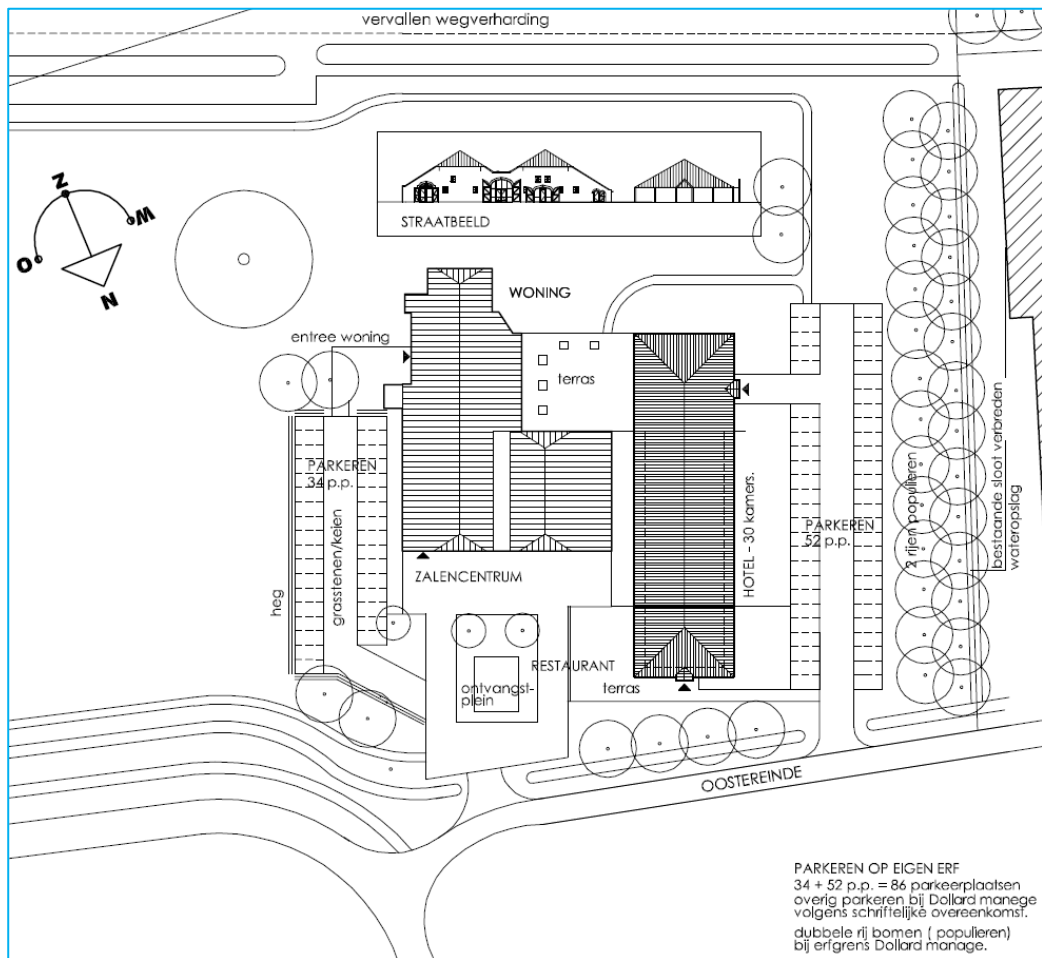 vervallen wegverharding
STRAATBEELD
Z
W
O
N
WONING
entree woning
terras
PARKEREN
34 p.p.
grasstenen/keien
heg
ZALENCENTRUM
HOTEL - 30 kamers.
PARKEREN
52 p.p.
2 rijen populieren
bestaande sloot verbreden
wateropslag
RESTAURANT
ontvangst-
plein
terras
OOSTEREINDE
PARKEREN OP EIGEN ERF
34 + 52 p.p. = 86 parkeerplaatsen
overig parkeren bij Dollard manege
volgens schriftelijke overeenkomst.
dubbele rij bomen ( populieren)
bij erfgrens Dollard manage.